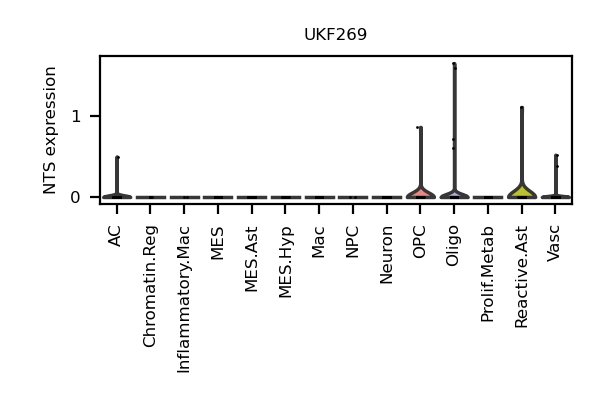 UKF269
NTS expression
1
0
AC
Chromatin.Reg
Inflammatory.Mac
MES
MES.Ast
MES.Hyp
Mac
NPC
Neuron
OPC
Oligo
Prolif.Metab
Reactive.Ast
Vasc